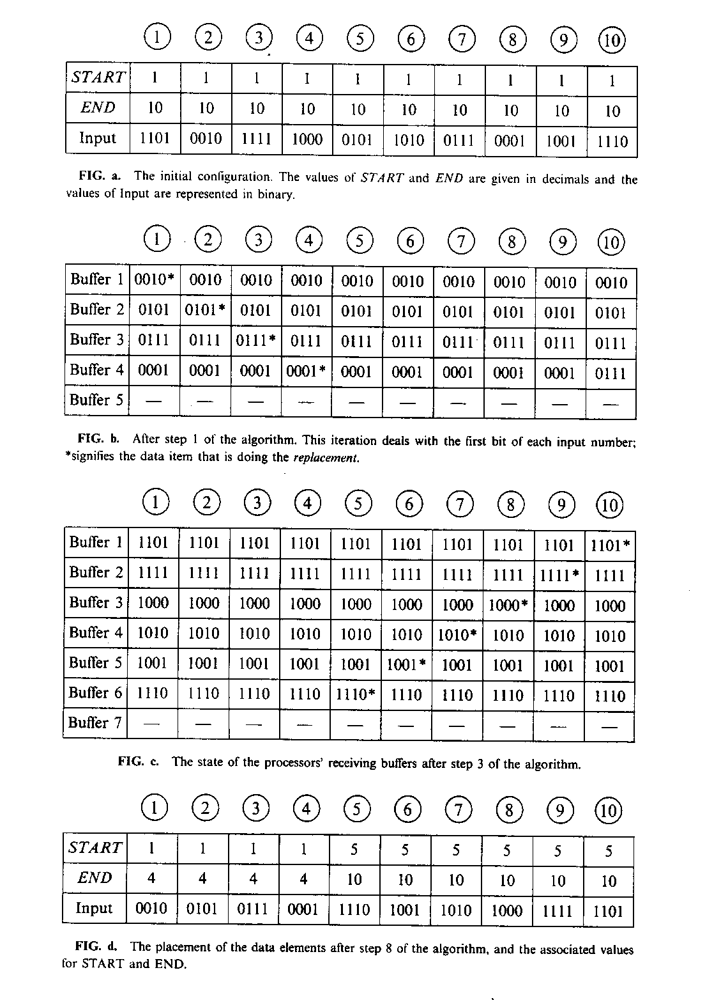 1 2 3 4 5 6 7 8 9 10
START 1 1 1 1 1 1 1 1 1 1
END 10 10 10 10 10 10 10 10 10 10
Input 1101 0010 1111 1000 0101 1010 0111 0001 1001 1110
FIG. a. The initial configuration. The values of START and END are given in decimals and the
values of Input are represented in binary.
1 2 3 4 5 6 7 8 9 10
Buffer 1 0010* 0010 0010 0010 0010 0010 0010 0010 0010 0010
Buffer 2 0101 0101* 0101 0101 0101 0101 0101 0101 0101 0101
Buffer 3 0111 0111 0111* 0111 0111 0111 0111 0111 0111 0111
Buffer 4 0001 0001 0001 0001* 0001 0001 0001 0001 0001 0111
Buffer 5 — — — — — — — — — —
FIG. b. After step 1 of the algorithm. This iteration deals with the first bit of each input number;
*signifies the data item that is doing the replacement.
1 2 3 4 5 6 7 8 9 10
Buffer 1 1101 1101 1101 1101 1101 1101 1101 1101 1101 1101*
Buffer 2 1111 1111 1111 1111 1111 1111 1111 1111 1111* 1111
Buffer 3 1000 1000 1000 1000 1000 1000 1000 1000* 1000 1000
Buffer 4 1010 1010 1010 1010 1010 1010 1010* 1010 1010 1010
Buffer 5 1001 1001 1001 1001 1001 1001* 1001 1001 1001 1001
Buffer 6 1110 1110 1110 1110 1110* 1110 1110 1110 1110 1110
Buffer 7 — — — — — — — — — —
FIG. c. The state of the processors' receiving buffers after step 3 of the algorithm.
1 2 3 4 5 6 7 8 9 10
START 1 1 1 1 5 5 5 5 5 5
END 4 4 4 4 10 10 10 10 10 10
Input 0010 0101 0111 0001 1110 1001 1010 1000 1111 1101
FIG. d. The placement of the data elements after step 8 of the algorithm, and the associated values
for START and END.